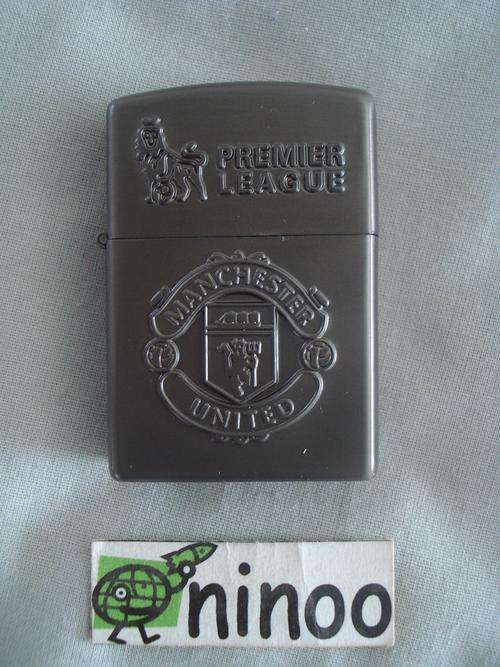 PREMIER
LEAGUE
MANCHESTER
UNITED
ninoo